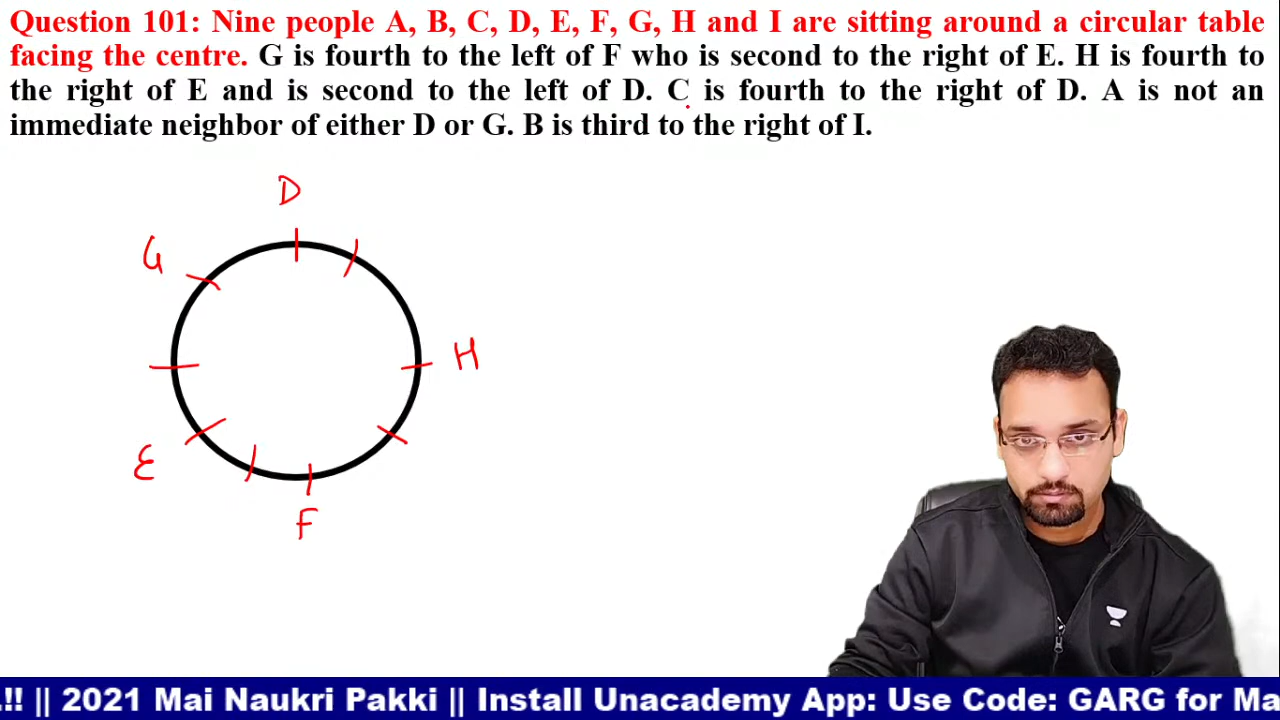 Question 101: Nine people A, B, C, D, E, F, G, H and I are sitting around a circular table
facing the centre. G is fourth to the left of F who is second to the right of E. H is fourth to
the right of E and is second to the left of D. C is fourth to the right of D. A is not an
immediate neighbor of either D or G. B is third to the right of I.
D
G
H
E
F
.!! || 2021 Mai Naukri Pakki || Install Unacademy App: Use Code: GARG for Ma